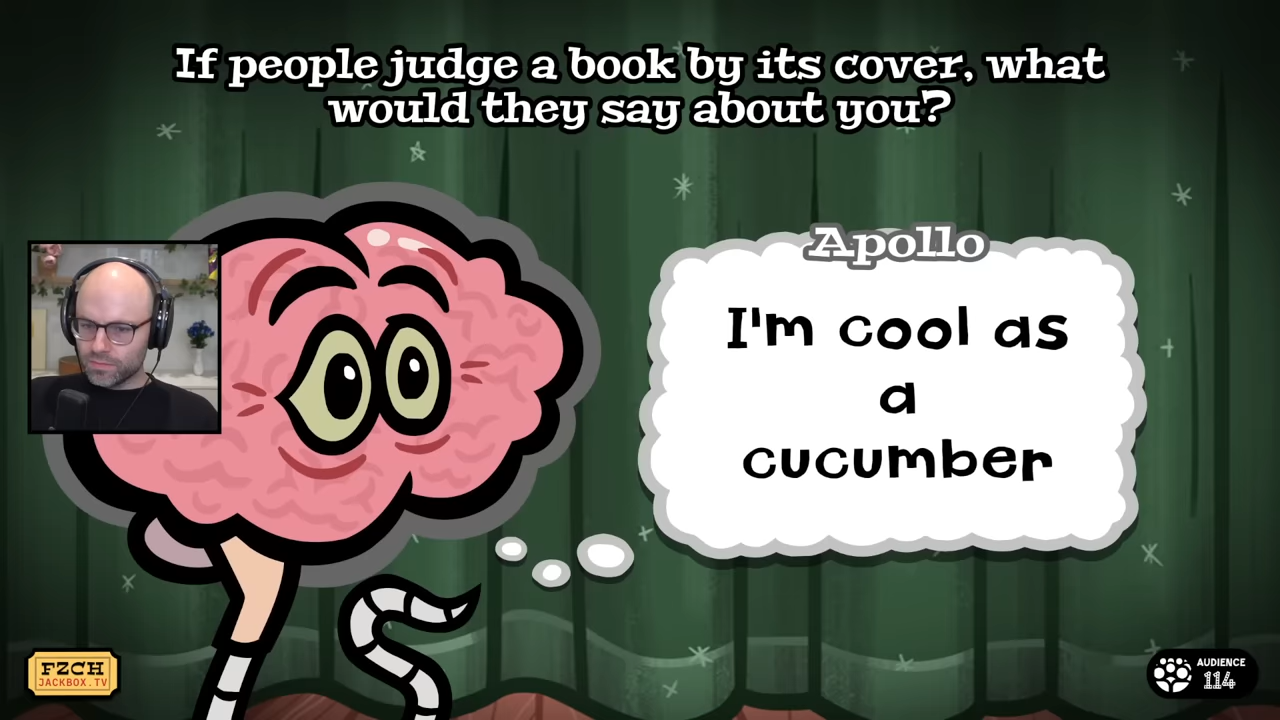 If people judge a book by its cover, what
would they say about you?
Apollo
I'm cool as
a
cucumber
FZCH
JACKBOX.TV
AUDIENCE
114